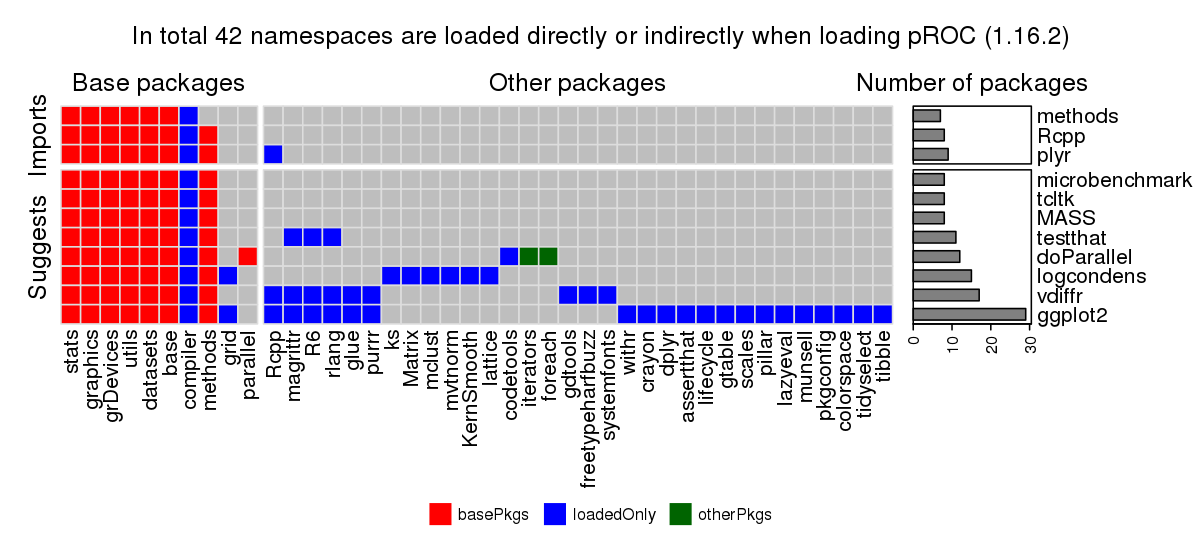 In total 42 namespaces are loaded directly or indirectly when loading pROC (1.16.2)
Base packages
Other packages
Number of packages
Imports
methods
Rcpp
plyr
Suggests
microbenchmark
tcltk
MASS
testthat
doParallel
logcondens
vdiffr
ggplot2
0
10
20
30
stats
graphics
grDevices
utils
datasets
base
compiler
methods
grid
parallel
Rcpp
magrittr
R6
rlang
glue
purrr
ks
Matrix
mclust
mvtnorm
KernSmooth
lattice
codetools
iterators
foreach
gdtools
freetypeharfbuzz
systemfonts
withr
crayon
dplyr
assertthat
lifecycle
gtable
scales
pillar
lazyeval
munsell
pkgconfig
colorspace
tidyselect
tibble
basePkgs
loadedOnly
otherPkgs